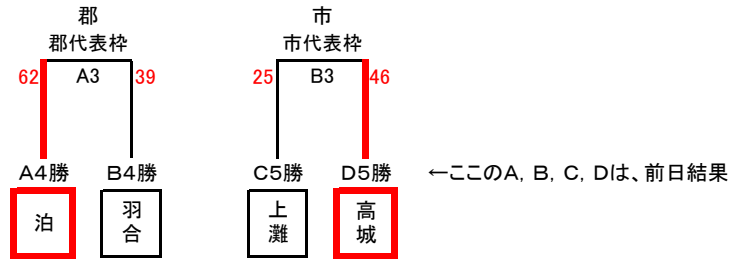 郡 市
郡代表枠 市代表枠
62 A3 39 25 B3 46
A4勝 B4勝 C5勝 D5勝 ←ここのA, B, C, Dは、前日結果
泊 羽合 上灘 高城